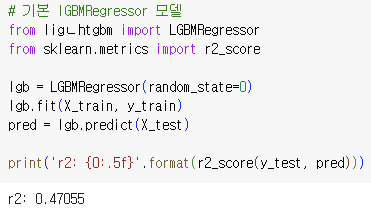 # 기본 lGBMRegressor 모델
from ligㄴhtgbm import LGBMRegressor
from sklearn.metrics import r2_score
lgb = LGBMRegressor(random_state=0)
lgb.fit(X_train, y_train)
pred = lgb.predict(X_test)
print('r2: {0:.5f}'.format(r2_score(y_test, pred)))
r2: 0.47055